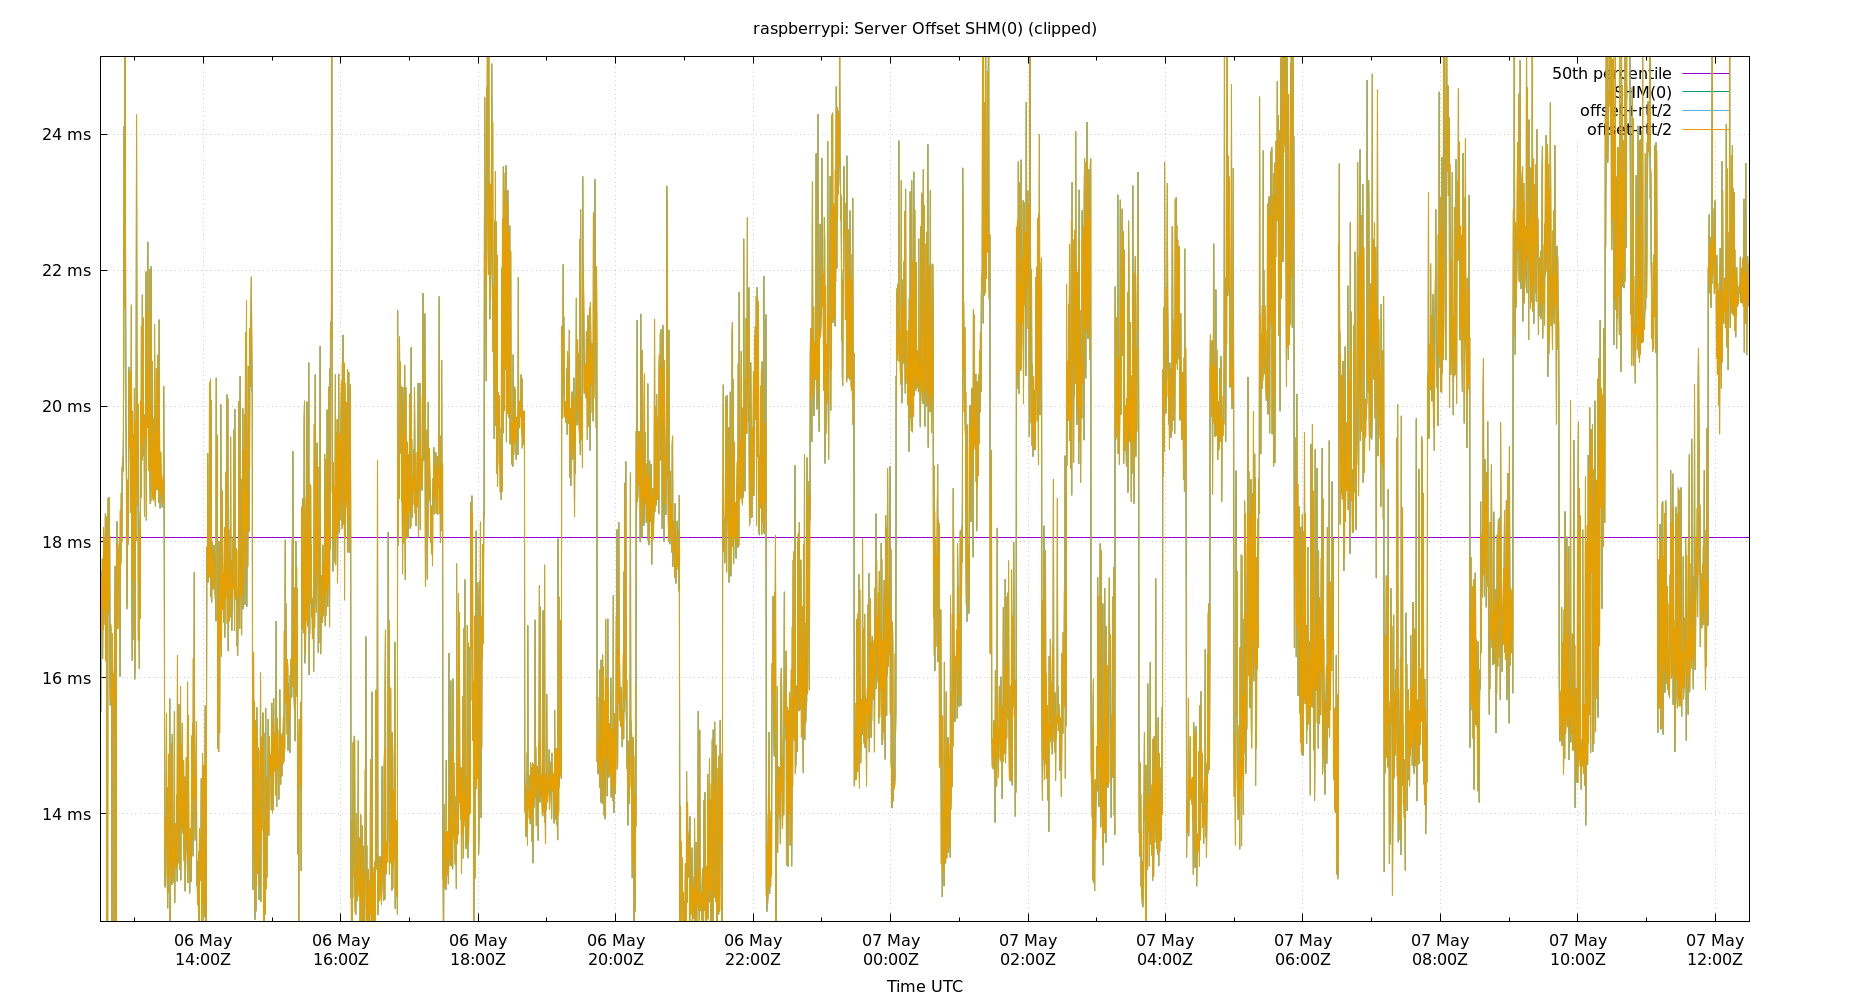 raspberrypi: Server Offset SHM(0) (clipped)
50th percentile
SHM(0)
offset+rtt/2
offset-rtt/2
24 ms
22 ms
20 ms
18 ms
16 ms
14 ms
06 May 06 May 06 May 06 May 06 May 07 May 07 May 07 May 07 May 07 May 07 May 07 May
14:00Z 16:00Z 18:00Z 20:00Z 22:00Z 00:00Z 02:00Z 04:00Z 06:00Z 08:00Z 10:00Z 12:00Z
Time UTC